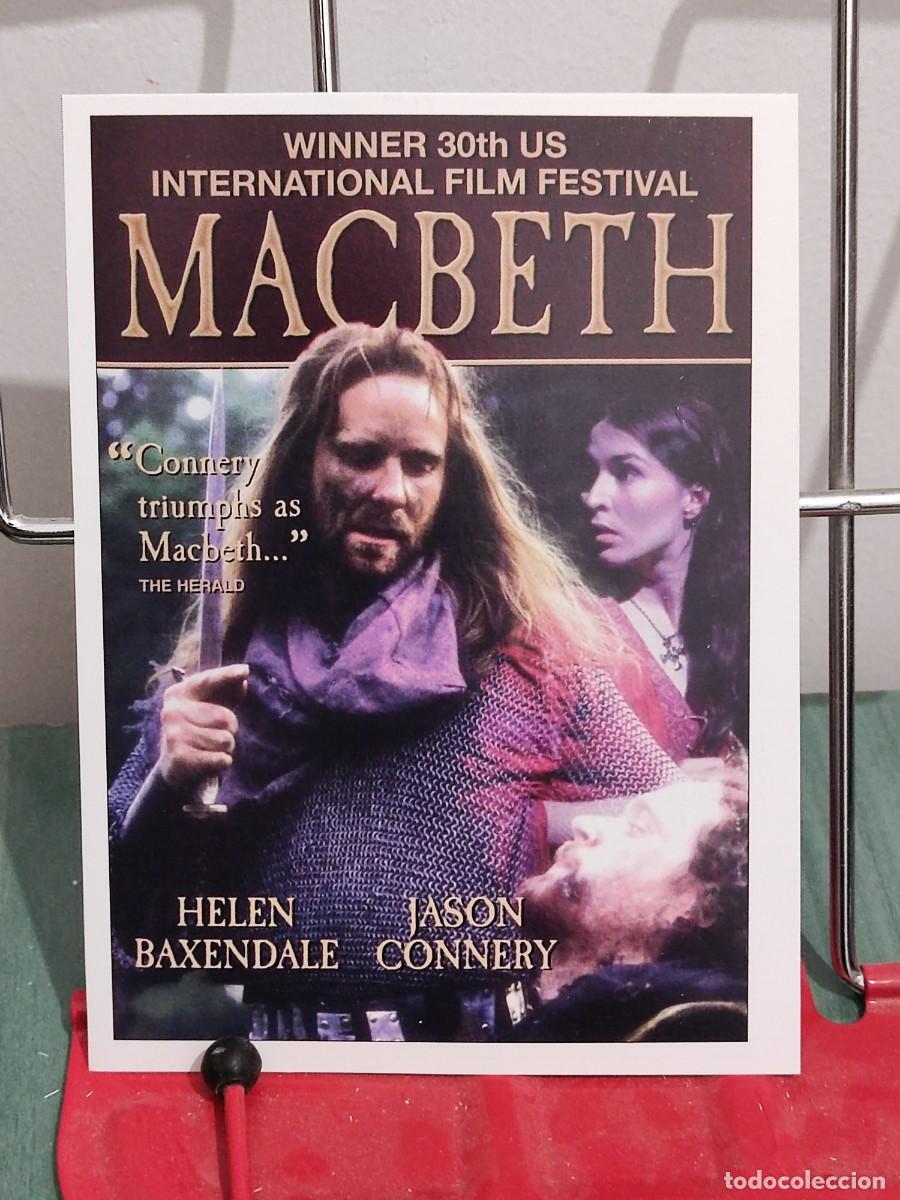 WINNER 30th US
INTERNATIONAL FILM FESTIVAL
MACBETH
“Connery
triumphs as
Macbeth...”
THE HERALD
HELEN
BAXENDALE
JASON
CONNERY
todocoleccion